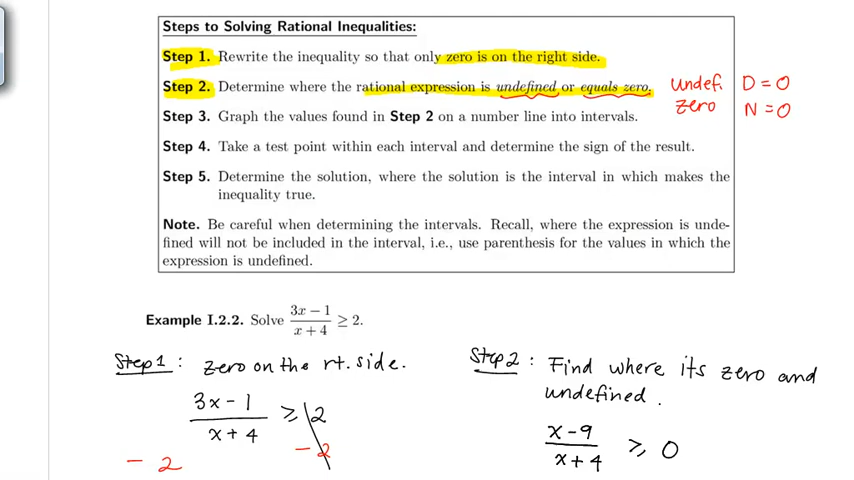 Steps to Solving Rational Inequalities:
Step 1. Rewrite the inequality so that only zero is on the right side.
Step 2. Determine where the rational expression is undefined or equals zero.
undef. D = 0
zero N = 0
Step 3. Graph the values found in Step 2 on a number line into intervals.
Step 4. Take a test point within each interval and determine the sign of the result.
Step 5. Determine the solution, where the solution is the interval in which makes the
inequality true.
Note. Be careful when determining the intervals. Recall, where the expression is unde-
fined will not be included in the interval, i.e., use parenthesis for the values in which the
expression is undefined.
Example I.2.2. Solve (3x − 1)/(x + 4) ≥ 2.
Step 1 : zero on the rt. side.
(3x - 1)/(x + 4) ≥ 2
- 2 - 2
Step 2 : Find where its zero and
undefined.
(x - 9)/(x + 4) ≥ 0